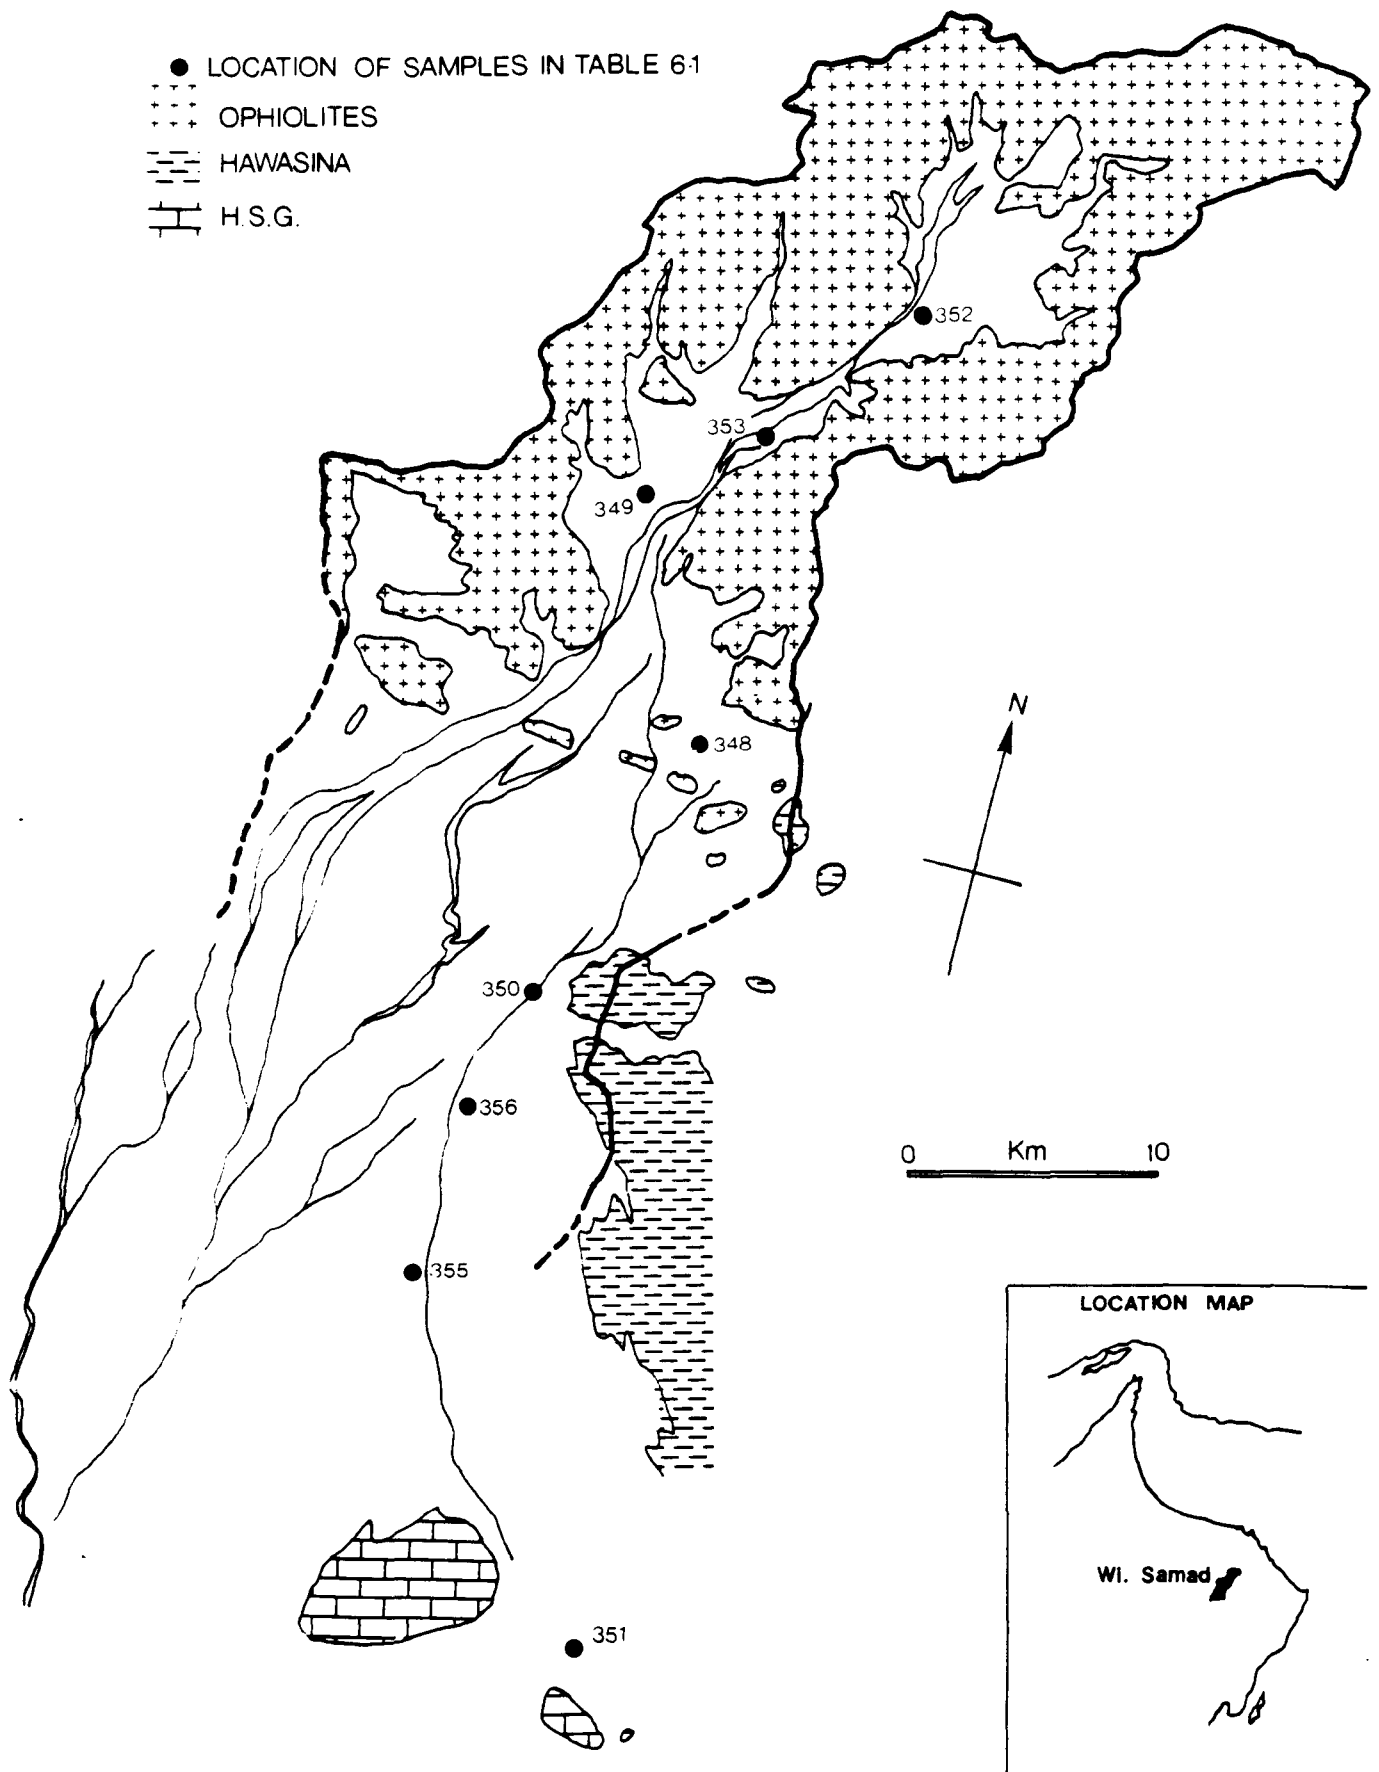 LOCATION OF SAMPLES IN TABLE 6·1
OPHIOLITES
HAWASINA
H.S.G.
352
353
349
N
348
350
356
0 Km 10
355
LOCATION MAP
Wi. Samad
351